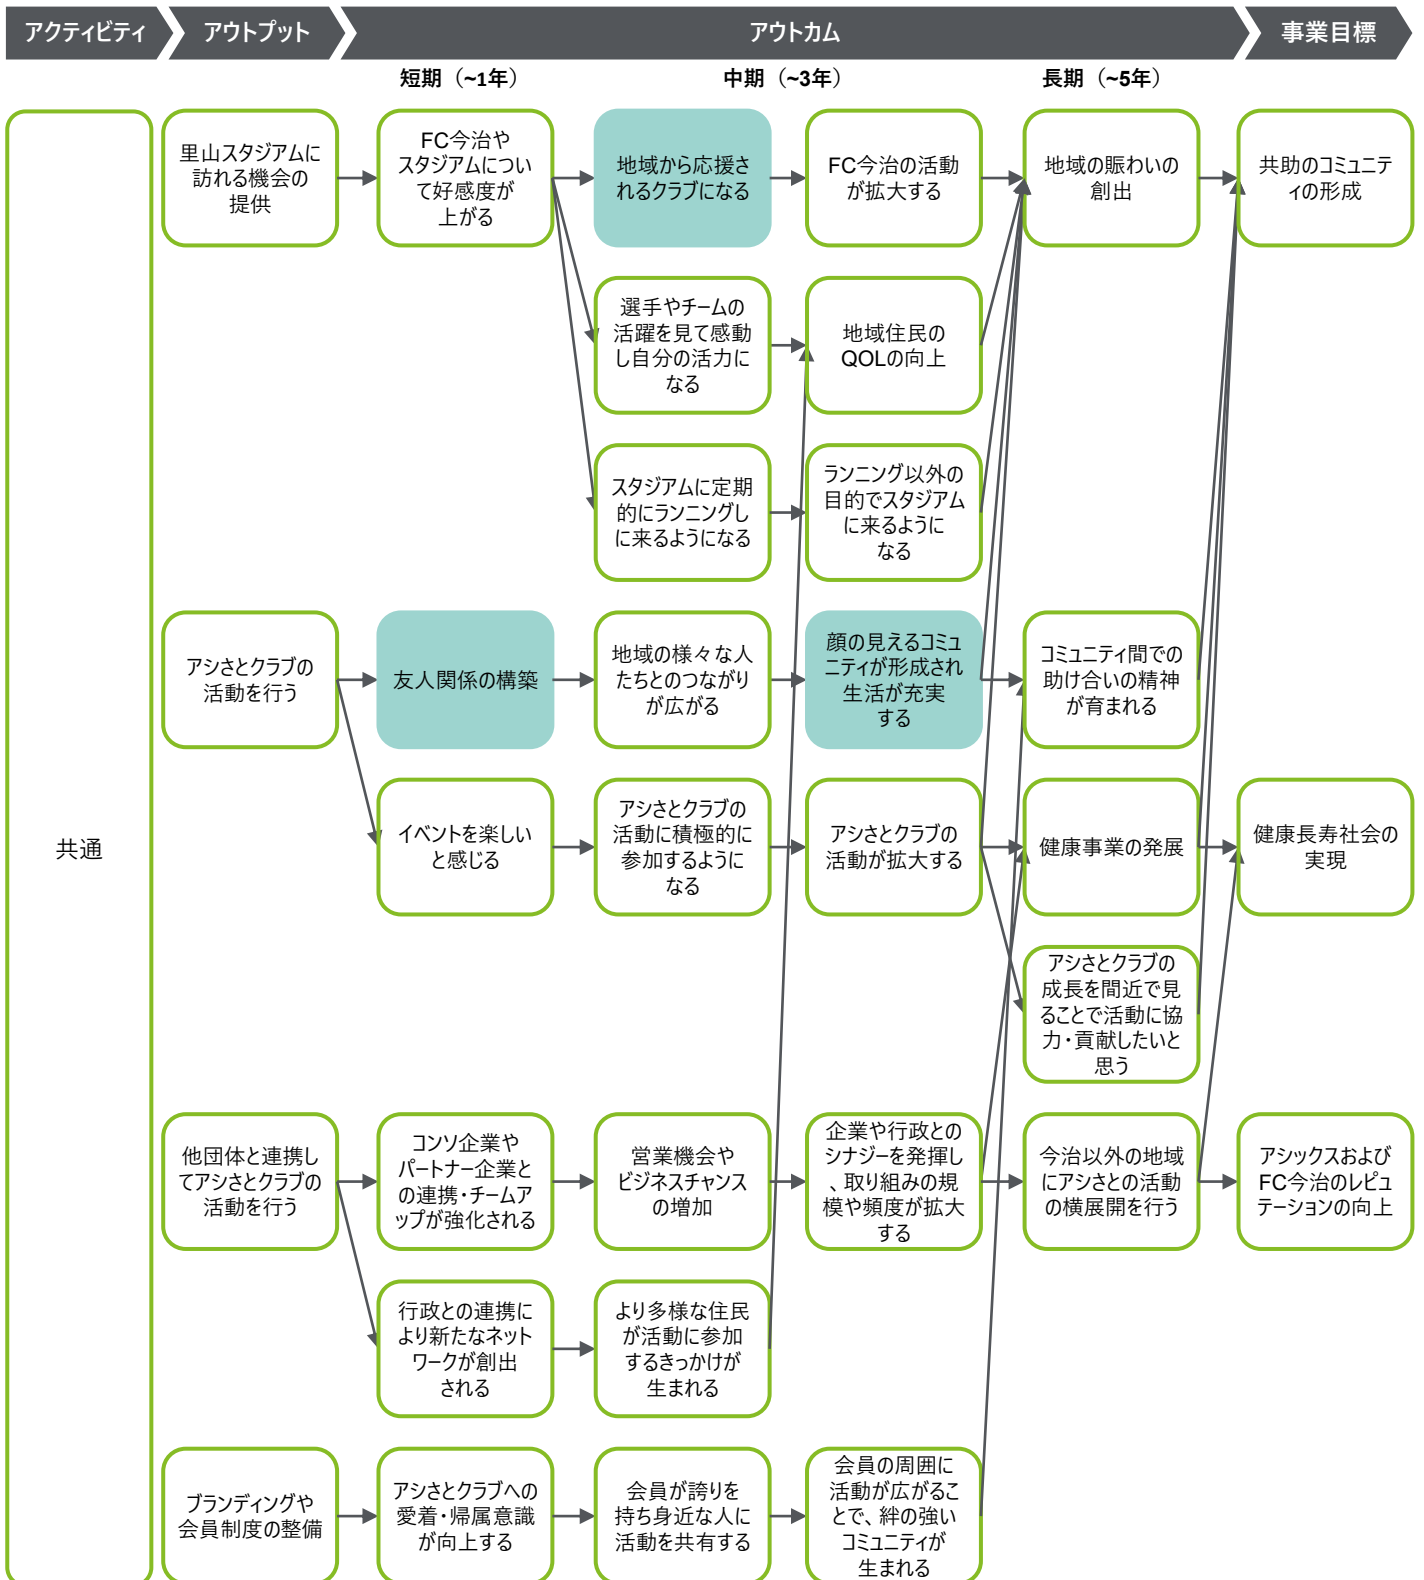 アクティビティ
アウトプット
アウトカム
事業目標
短期（~1年）
中期（~3年）
長期（~5年）
共通
里山スタジアムに
訪れる機会の
提供
FC今治や
スタジアムについ
て好感度が
上がる
地域から応援さ
れるクラブになる
FC今治の活動
が拡大する
地域の賑わいの
創出
共助のコミュニテ
ィの形成
選手やチームの
活躍を見て感動
し自分の活力に
なる
地域住民の
QOLの向上
スタジアムに定期
的にランニングし
に来るようになる
ランニング以外の
目的でスタジアム
に来るように
なる
アシさとクラブの
活動を行う
友人関係の構築
地域の様々な人
たちとのつながり
が広がる
顔の見えるコミュ
ニティが形成され
生活が充実
する
コミュニティ間での
助け合いの精神
が育まれる
イベントを楽しい
と感じる
アシさとクラブの
活動に積極的に
参加するように
なる
アシさとクラブの
活動が拡大する
健康事業の発展
健康長寿社会の
実現
アシさとクラブの
成長を間近で見
ることで活動に協
力・貢献したいと
思う
他団体と連携し
てアシさとクラブの
活動を行う
コンソ企業や
パートナー企業と
の連携・チームア
ップが強化される
営業機会や
ビジネスチャンス
の増加
企業や行政との
シナジーを発揮し
、取り組みの規
模や頻度が拡大
する
今治以外の地域
にアシさとの活動
の横展開を行う
アシックスおよび
FC今治のレピュ
テーションの向上
行政との連携に
より新たなネット
ワークが創出
される
より多様な住民
が活動に参加
するきっかけが
生まれる
ブランディングや
会員制度の整備
アシさとクラブへの
愛着・帰属意識
が向上する
会員が誇りを
持ち身近な人に
活動を共有する
会員の周囲に
活動が広がるこ
とで、絆の強い
コミュニティが
生まれる